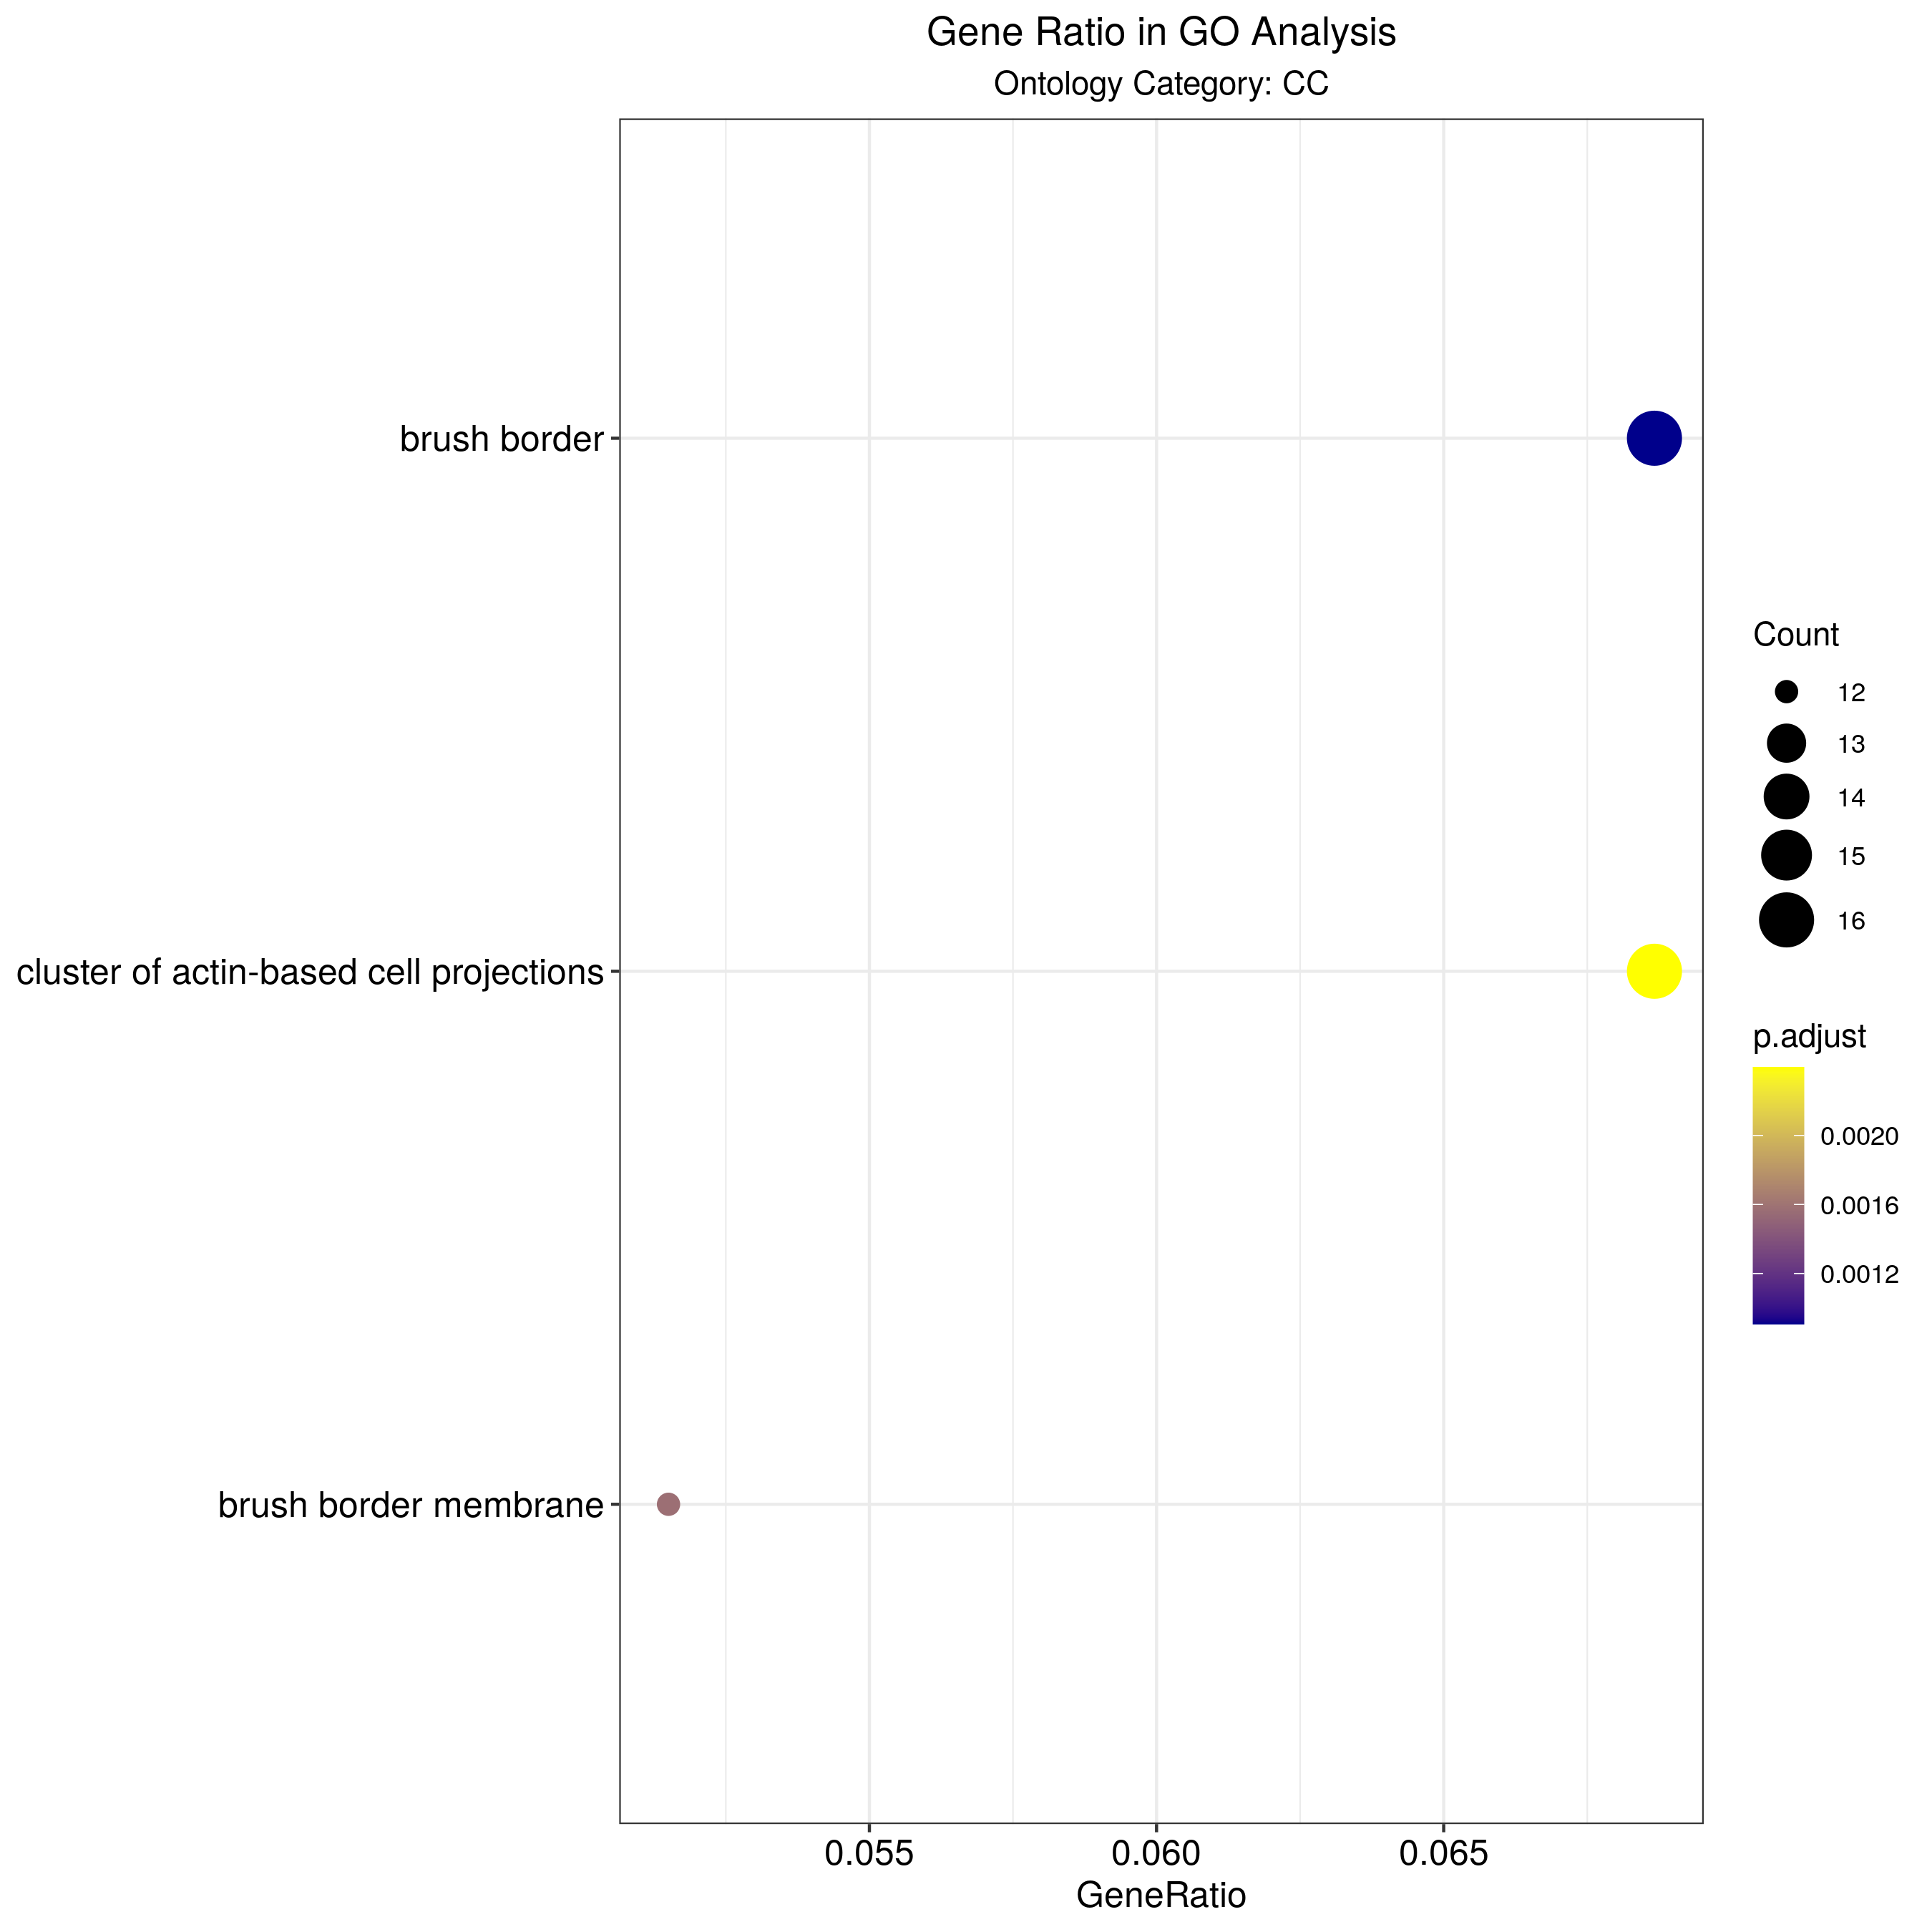 Gene Ratio in GO Analysis
Ontology Category: CC
brush border
cluster of actin-based cell projections
brush border membrane
0.055 0.060 0.065
GeneRatio
Count
12
13
14
15
16
p.adjust
0.0020
0.0016
0.0012